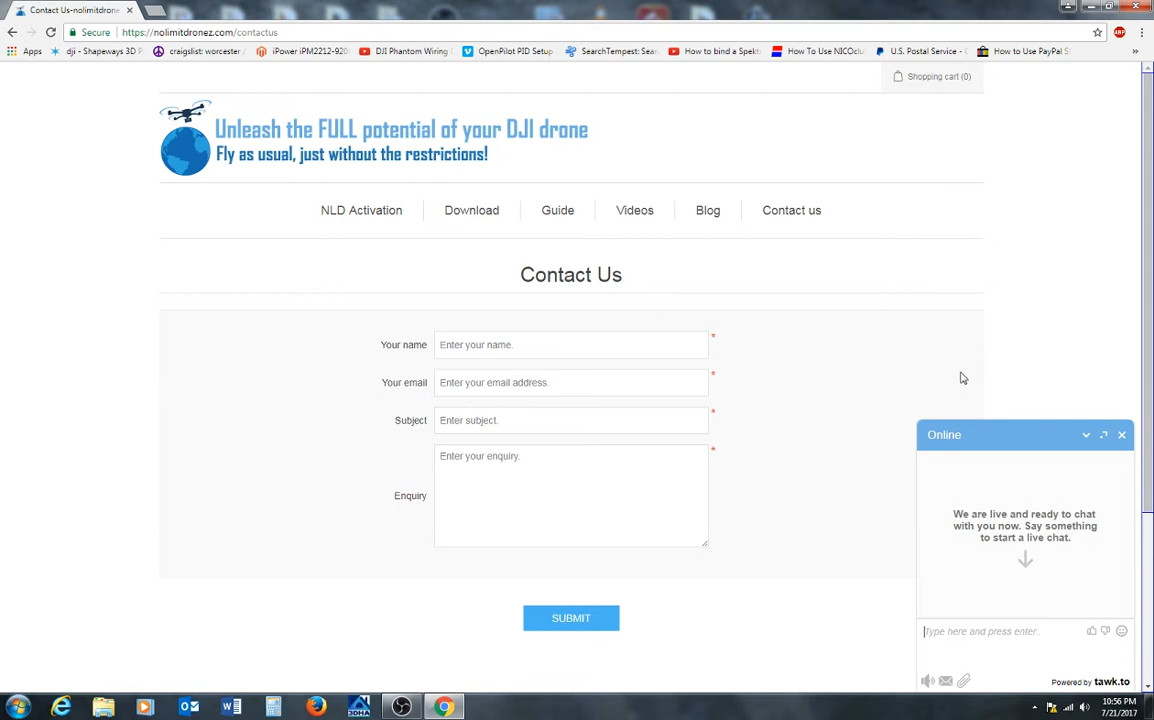 Contact Us-nolimitdrone
Secure
https://nolimitdronez.com/contactus
Apps
dji - Shapeways 3D P
craigslist: worcester
iPower iPM2212-920
DJI Phantom Wiring
OpenPilot PID Setup
SearchTempest: Sear
How to bind a Spekt
How To Use NICOclu
U.S. Postal Service -
How to Use PayPal S
Shopping cart (0)
Unleash the FULL potential of your DJI drone
Fly as usual, just without the restrictions!
NLD Activation
Download
Guide
Videos
Blog
Contact us
Contact Us
Your name
Enter your name.
*
Your email
Enter your email address.
*
Subject
Enter subject.
*
Enquiry
Enter your enquiry.
*
SUBMIT
Online
We are live and ready to chat
with you now. Say something
to start a live chat.
Type here and press enter..
Powered by tawk.to
ABP
3DHA
10:56 PM
7/21/2017